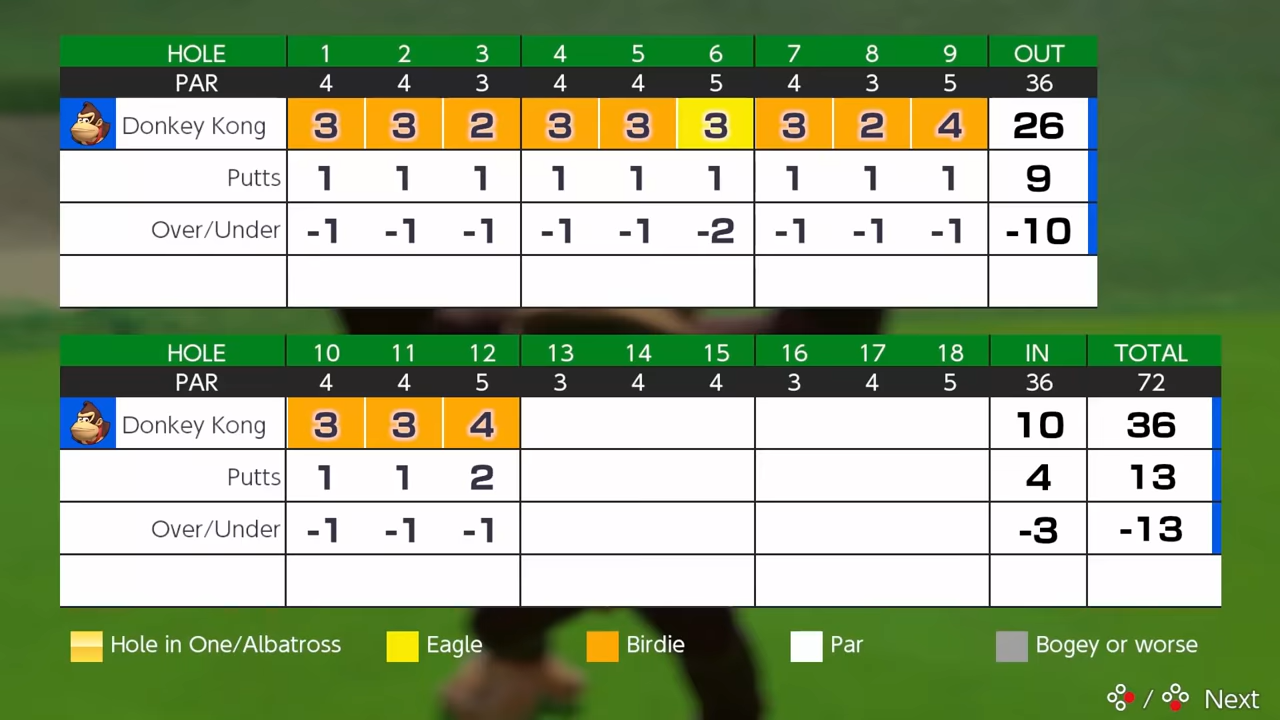 HOLE 1 2 3 4 5 6 7 8 9 OUT
PAR 4 4 3 4 4 5 4 3 5 36
Donkey Kong 3 3 2 3 3 3 3 2 4 26
Putts 1 1 1 1 1 1 1 1 1 9
Over/Under -1 -1 -1 -1 -1 -2 -1 -1 -1 -10
HOLE 10 11 12 13 14 15 16 17 18 IN TOTAL
PAR 4 4 5 3 4 4 3 4 5 36 72
Donkey Kong 3 3 4 10 36
Putts 1 1 2 4 13
Over/Under -1 -1 -1 -3 -13
Hole in One/Albatross Eagle Birdie Par Bogey or worse
/ Next